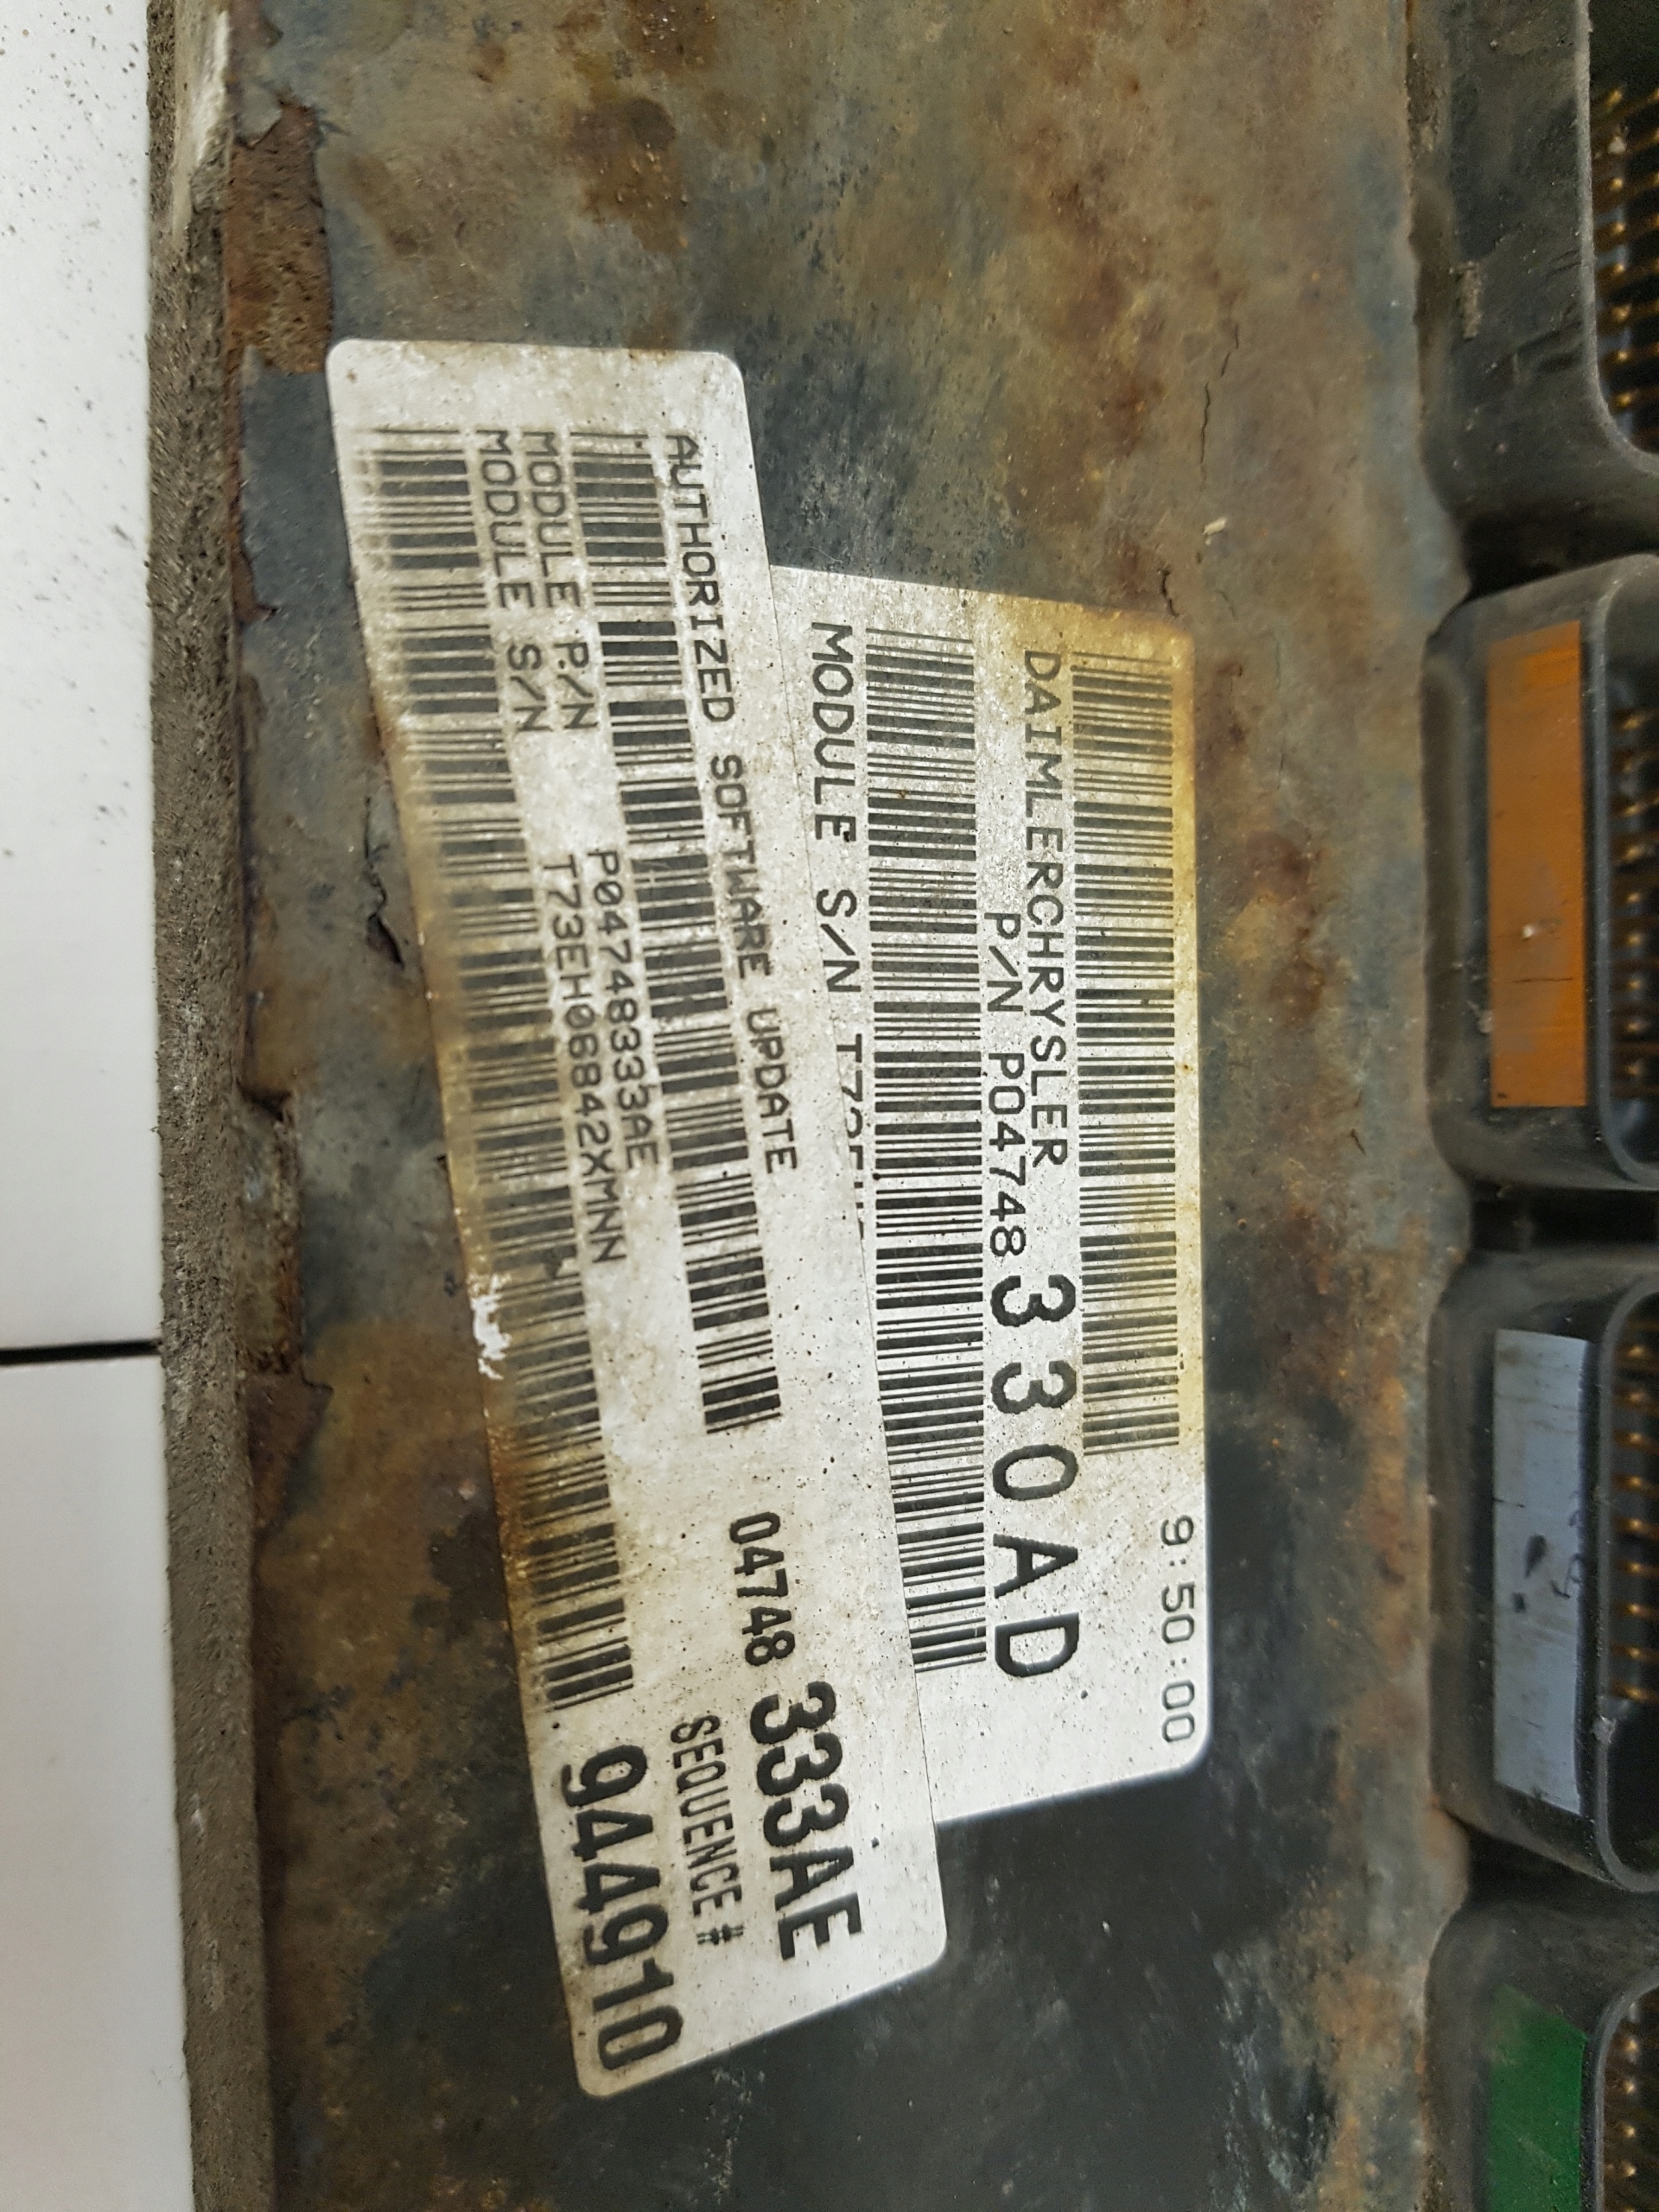 9:50:00
DAIMLERCHRYSLER
P/N P04748 330AD
MODULE S/N
AUTHORIZED SOFTWARE UPDATE
04748 333AE
MODULE P/N P04748333AE
MODULE S/N T73EH06842XMNN
SEQUENCE #
944910